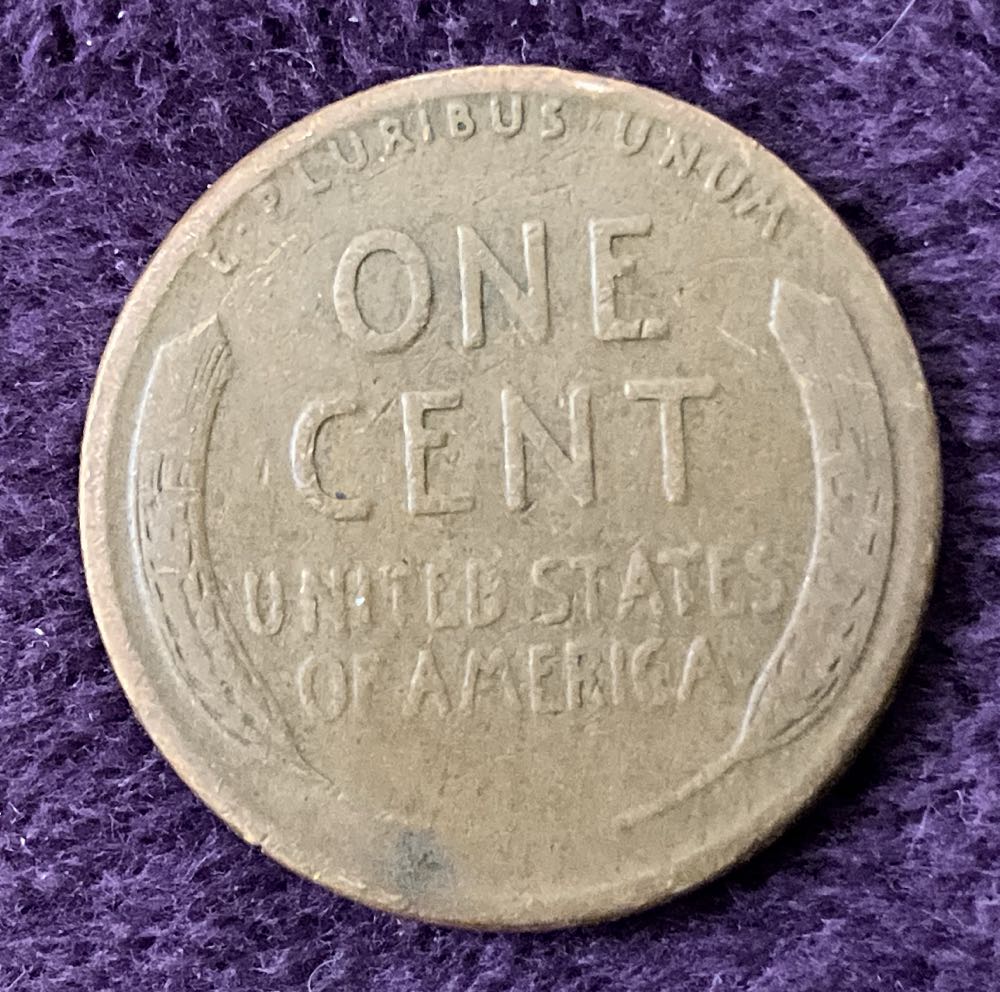 E·PLURIBUS UNUM
ONE
CENT
UNITED STATES
OF AMERICA